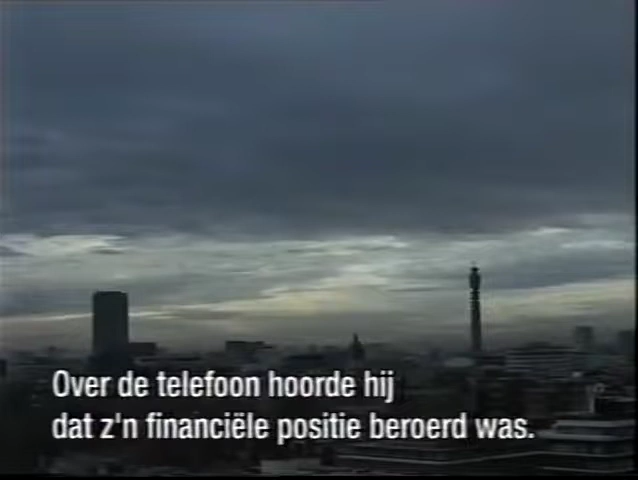 Over de telefoon hoorde hij
dat z'n financiële positie beroerd was.